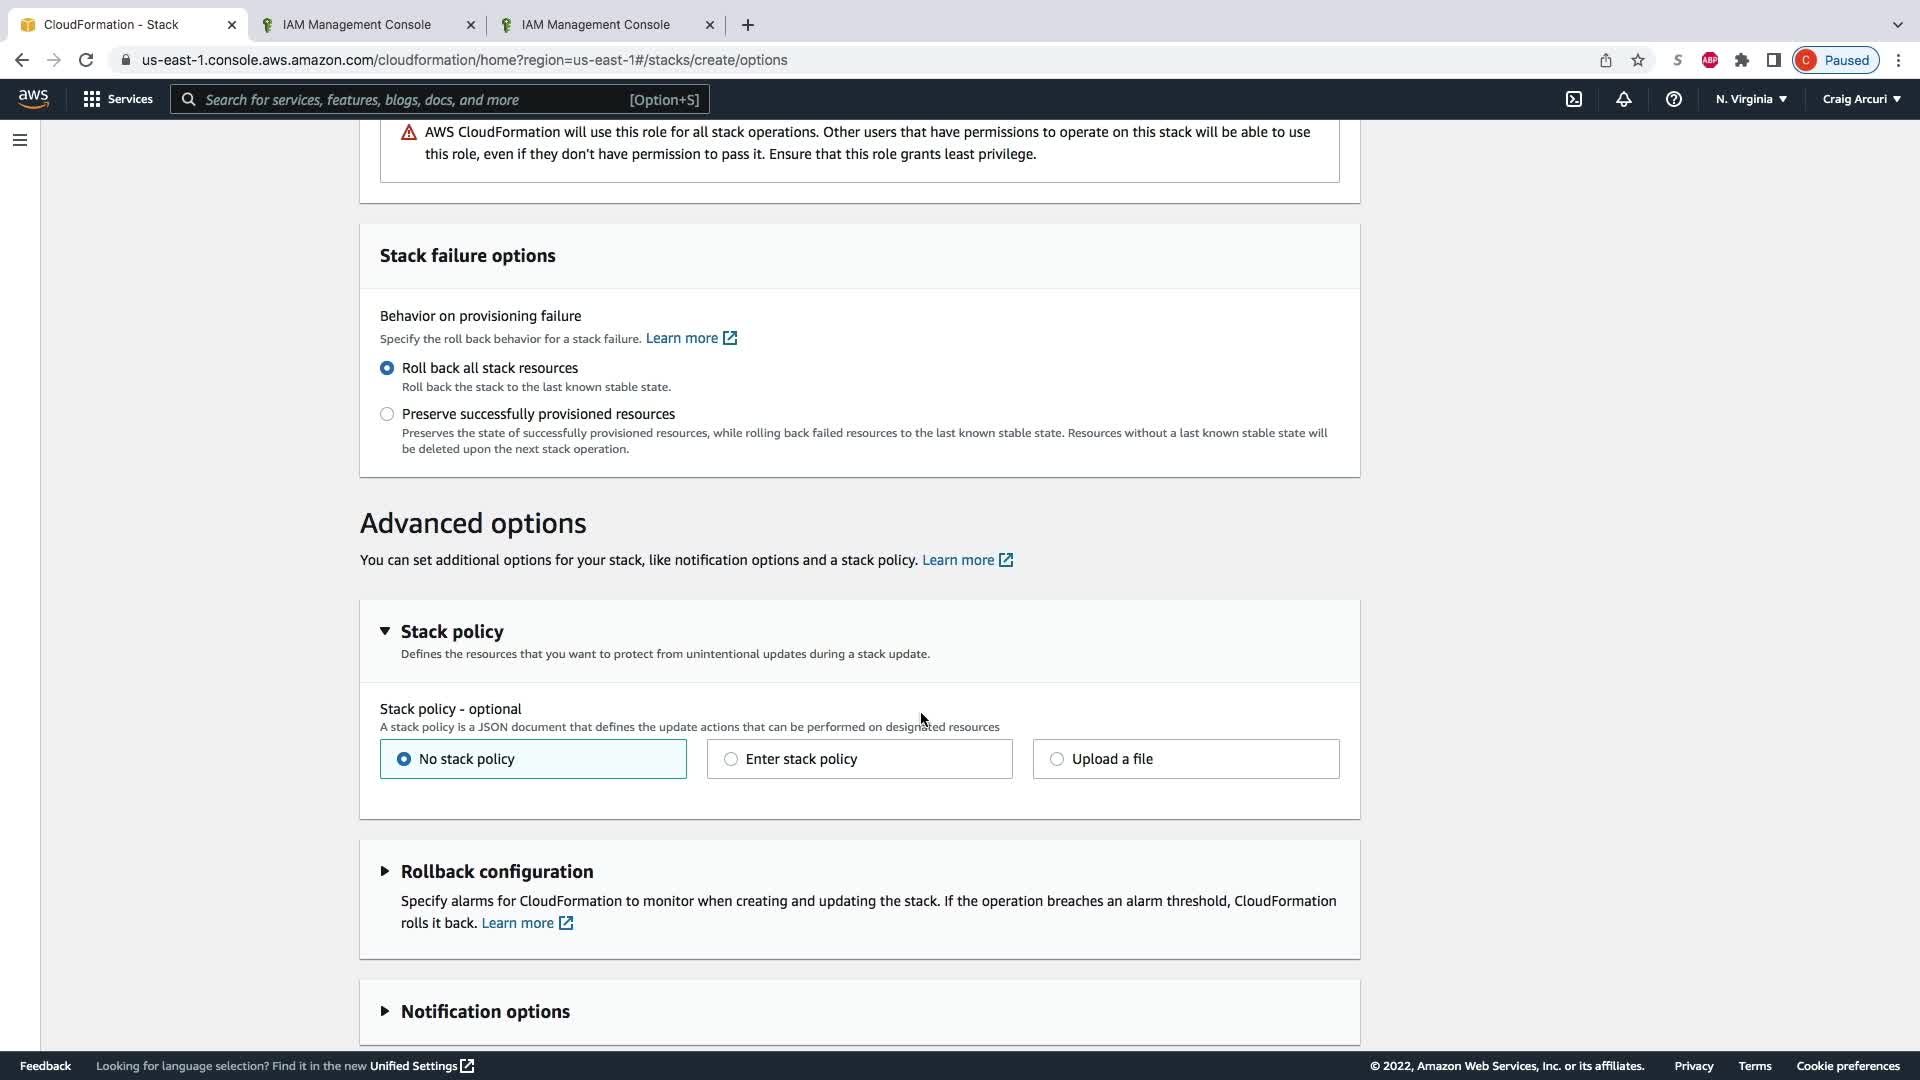 CloudFormation - Stack
IAM Management Console
IAM Management Console
us-east-1.console.aws.amazon.com/cloudformation/home?region=us-east-1#/stacks/create/options
S
ABP
C Paused
aws
Services
Search for services, features, blogs, docs, and more [Option+S]
N. Virginia
Craig Arcuri
AWS CloudFormation will use this role for all stack operations. Other users that have permissions to operate on this stack will be able to use
this role, even if they don't have permission to pass it. Ensure that this role grants least privilege.
Stack failure options
Behavior on provisioning failure
Specify the roll back behavior for a stack failure. Learn more
Roll back all stack resources
Roll back the stack to the last known stable state.
Preserve successfully provisioned resources
Preserves the state of successfully provisioned resources, while rolling back failed resources to the last known stable state. Resources without a last known stable state will
be deleted upon the next stack operation.
Advanced options
You can set additional options for your stack, like notification options and a stack policy. Learn more
Stack policy
Defines the resources that you want to protect from unintentional updates during a stack update.
Stack policy - optional
A stack policy is a JSON document that defines the update actions that can be performed on designated resources
No stack policy
Enter stack policy
Upload a file
Rollback configuration
Specify alarms for CloudFormation to monitor when creating and updating the stack. If the operation breaches an alarm threshold, CloudFormation
rolls it back. Learn more
Notification options
Feedback
Looking for language selection? Find it in the new Unified Settings
© 2022, Amazon Web Services, Inc. or its affiliates.
Privacy
Terms
Cookie preferences